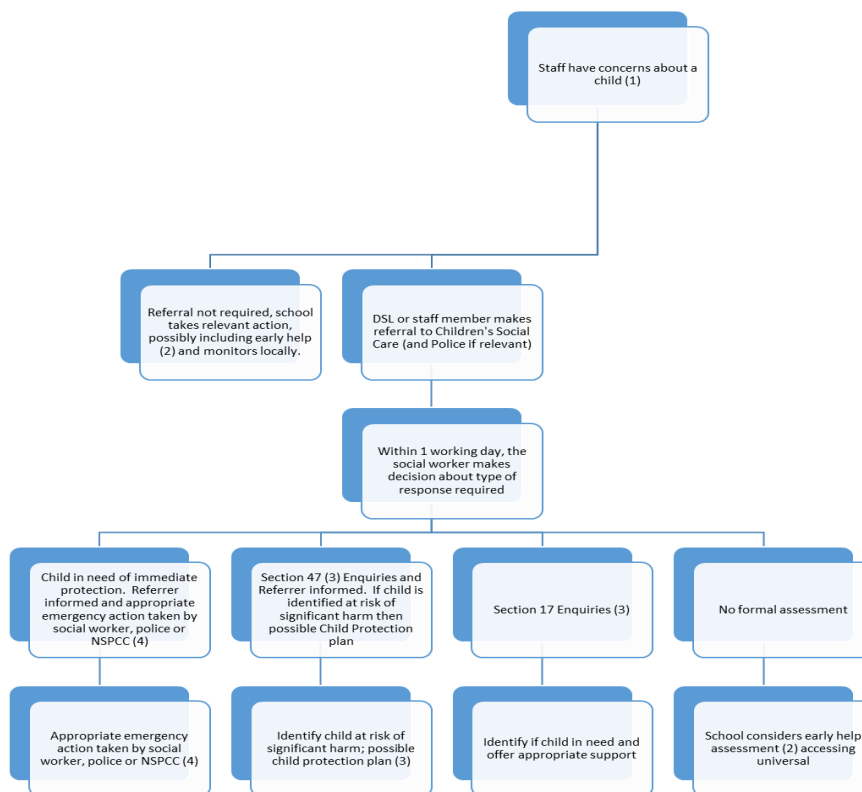 Staff have concerns about a
child (1)
Referral not required, school
takes relevant action,
possibly including early help
(2) and monitors locally.
DSL or staff member makes
referral to Children's Social
Care (and Police if relevant)
Within 1 working day, the
social worker makes
decision about type of
response required
Child in need of immediate
protection. Referrer
informed and appropriate
emergency action taken by
social worker, police or
NSPCC (4)
Section 47 (3) Enquiries and
Referrer informed. If child is
identified at risk of
significant harm then
possible Child Protection
plan
Section 17 Enquiries (3)
No formal assessment
Appropriate emergency
action taken by social
worker, police or NSPCC (4)
Identify child at risk of
significant harm; possible
child protection plan (3)
Identify if child in need and
offer appropriate support
School considers early help
assessment (2) accessing
universal